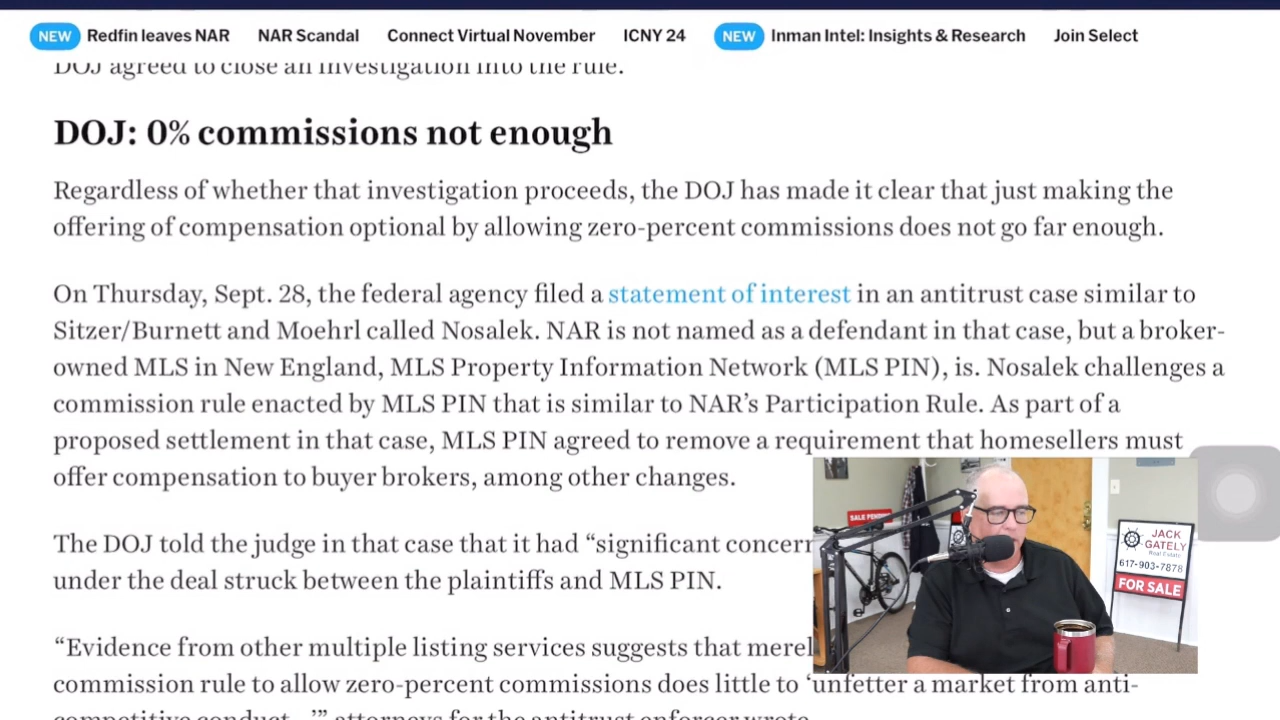 NEW Redfin leaves NAR NAR Scandal Connect Virtual November ICNY 24 NEW Inman Intel: Insights & Research Join Select
DOJ agreed to close an investigation into the rule.
DOJ: 0% commissions not enough
Regardless of whether that investigation proceeds, the DOJ has made it clear that just making the
offering of compensation optional by allowing zero-percent commissions does not go far enough.
On Thursday, Sept. 28, the federal agency filed a statement of interest in an antitrust case similar to
Sitzer/Burnett and Moehrl called Nosalek. NAR is not named as a defendant in that case, but a broker-
owned MLS in New England, MLS Property Information Network (MLS PIN), is. Nosalek challenges a
commission rule enacted by MLS PIN that is similar to NAR’s Participation Rule. As part of a
proposed settlement in that case, MLS PIN agreed to remove a requirement that homesellers must
offer compensation to buyer brokers, among other changes.
The DOJ told the judge in that case that it had “significant concern
under the deal struck between the plaintiffs and MLS PIN.
“Evidence from other multiple listing services suggests that merel
commission rule to allow zero-percent commissions does little to ‘unfetter a market from anti-
competitive conduct…’” attorneys for the antitrust enforcer wrote
SALE PENDING
JACK
GATELY
Real Estate
617-903-7878
FOR SALE